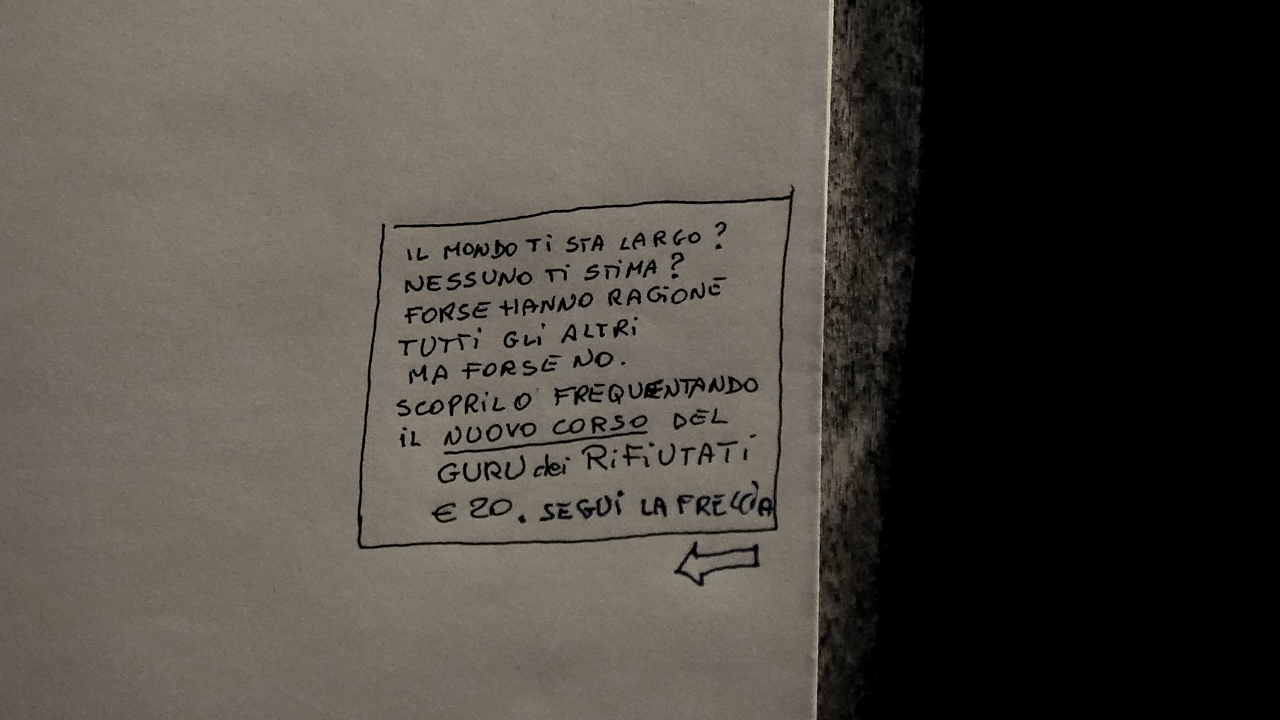 IL MONDO Ti STA LARGO?
NESSUNO Ti STiMA?
FORSE HANNO RAGiONE
TUTTi GLi ALTRi
MA FORSE NO.
SCOPRiLO FREQUENTANDO
iL NUOVO CORSO DEL
GURU dei RiFiUTATi
€ 20. SEGUi LA FRECCiA